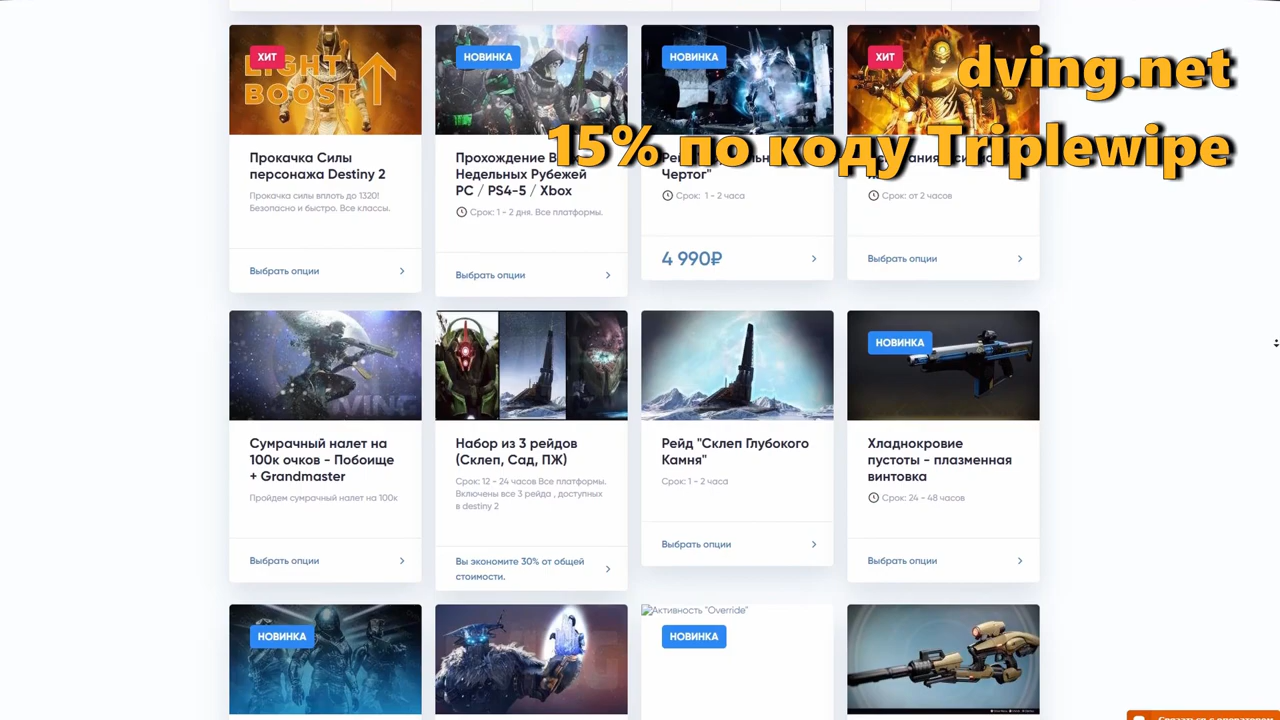 dving.net
15% по коду Triplewipe
ХИТ
LIGHT
BOOST
Прокачка Силы
персонажа Destiny 2
Прокачка силы вплоть до 1320!
Безопасно и быстро. Все классы.
Выбрать опции
НОВИНКА
Прохождение
Недельных Рубежей
PC / PS4-5 / Xbox
Срок: 1 - 2 дня. Все платформы.
Выбрать опции
НОВИНКА
Чертог"
Срок: 1 - 2 часа
4 990₽
ХИТ
Срок: от 2 часов
Выбрать опции
Сумрачный налет на
100к очков - Побоище
+ Grandmaster
Пройдем сумрачный налет на 100к
Выбрать опции
Набор из 3 рейдов
(Склеп, Сад, ПЖ)
Срок: 12 - 24 часов Все платформы.
Включены все 3 рейда , доступных
в destiny 2
Вы экономите 30% от общей
стоимости.
Рейд "Склеп Глубокого
Камня"
Срок: 1 - 2 часа
Выбрать опции
НОВИНКА
Хладнокровие
пустоты - плазменная
винтовка
Срок: 24 - 48 часов
Выбрать опции
НОВИНКА
Активность "Override"
НОВИНКА